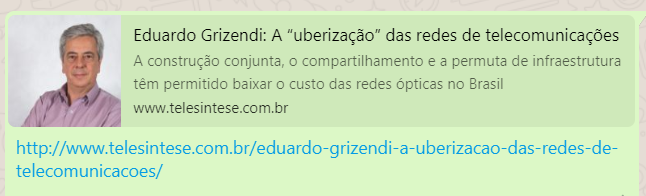 Eduardo Grizendi: A “uberização” das redes de telecomunicações
A construção conjunta, o compartilhamento e a permuta de infraestrutura
têm permitido baixar o custo das redes ópticas no Brasil
www.telesintese.com.br
http://www.telesintese.com.br/eduardo-grizendi-a-uberizacao-das-redes-de-
telecomunicacoes/